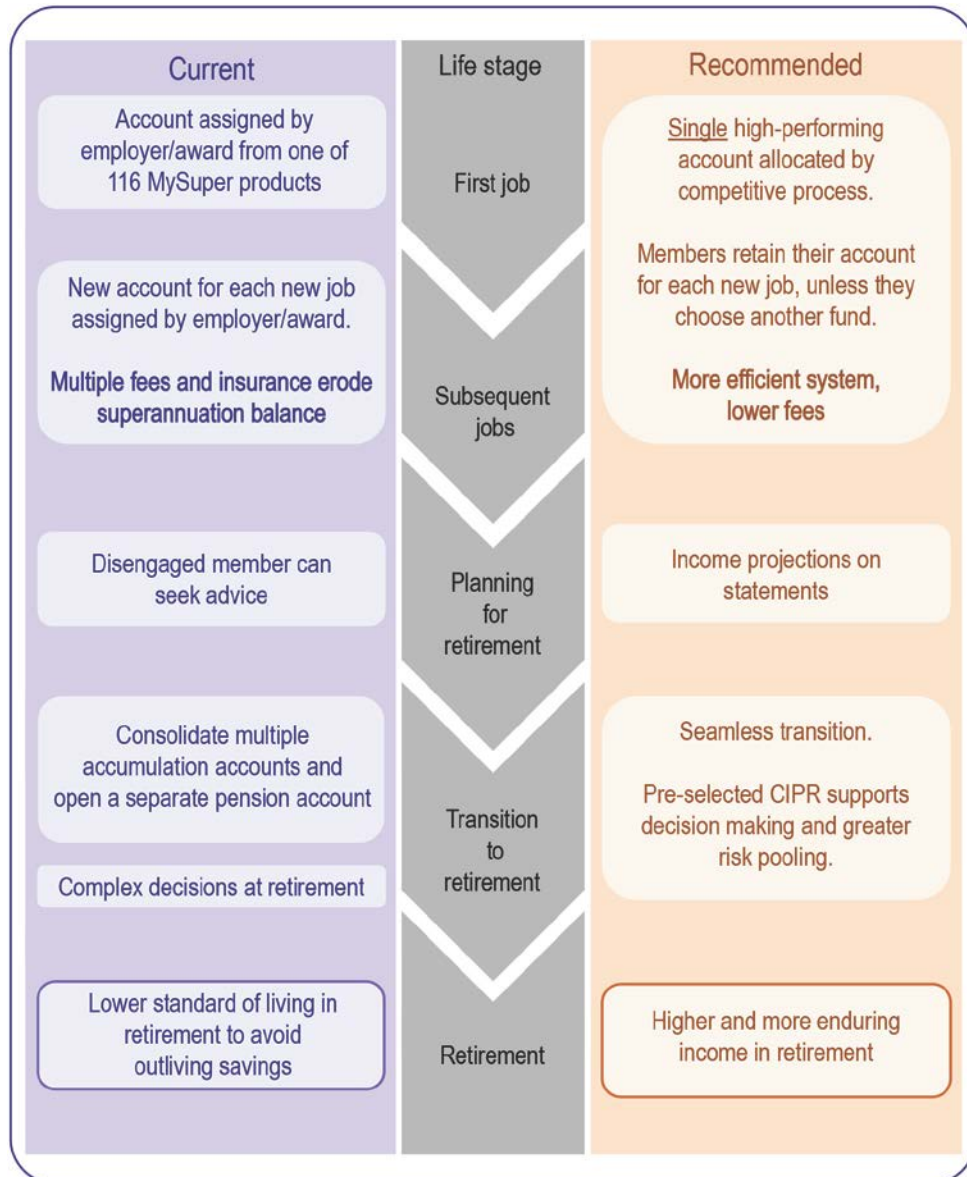 Current
Account assigned by
employer/award from one of
116 MySuper products
New account for each new job
assigned by employer/award.
Multiple fees and insurance erode
superannuation balance
Disengaged member can
seek advice
Consolidate multiple
accumulation accounts and
open a separate pension account
Complex decisions at retirement
Lower standard of living in
retirement to avoid
outliving savings
Life stage
First job
Subsequent
jobs
Planning
for
retirement
Transition
to
retirement
Retirement
Recommended
Single high-performing
account allocated by
competitive process.
Members retain their account
for each new job, unless they
choose another fund.
More efficient system,
lower fees
Income projections on
statements
Seamless transition.
Pre-selected CIPR supports
decision making and greater
risk pooling.
Higher and more enduring
income in retirement